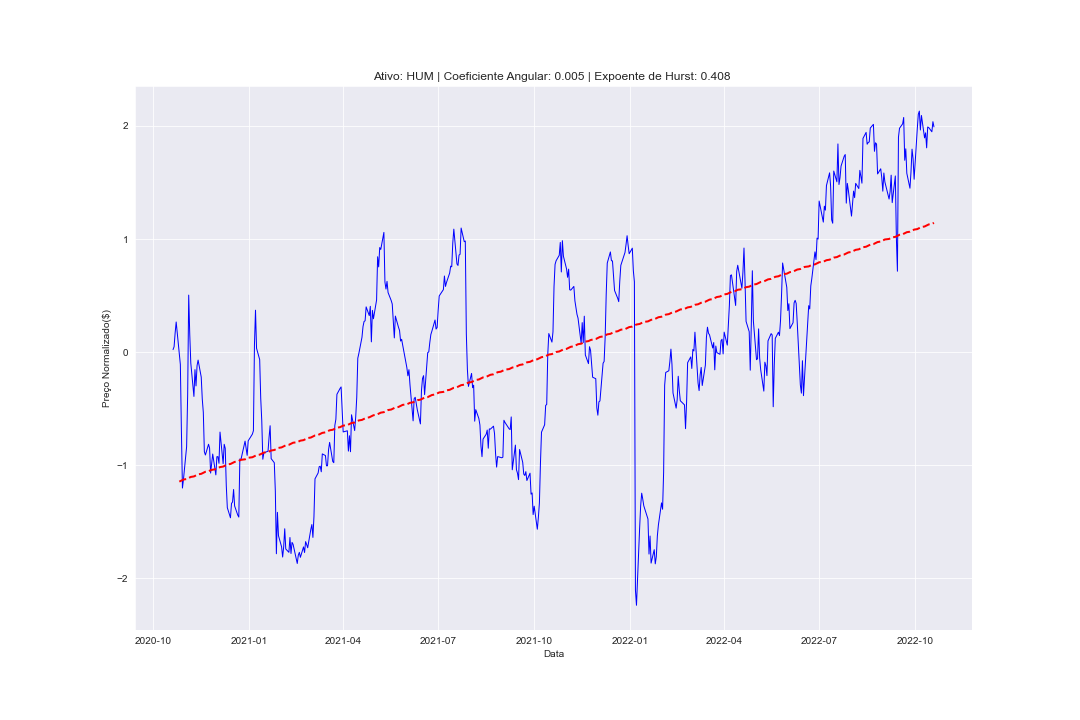 Ativo: HUM | Coeficiente Angular: 0.005 | Expoente de Hurst: 0.408
Preço Normalizado($)
2
1
0
−1
−2
2020-10 2021-01 2021-04 2021-07 2021-10 2022-01 2022-04 2022-07 2022-10
Data